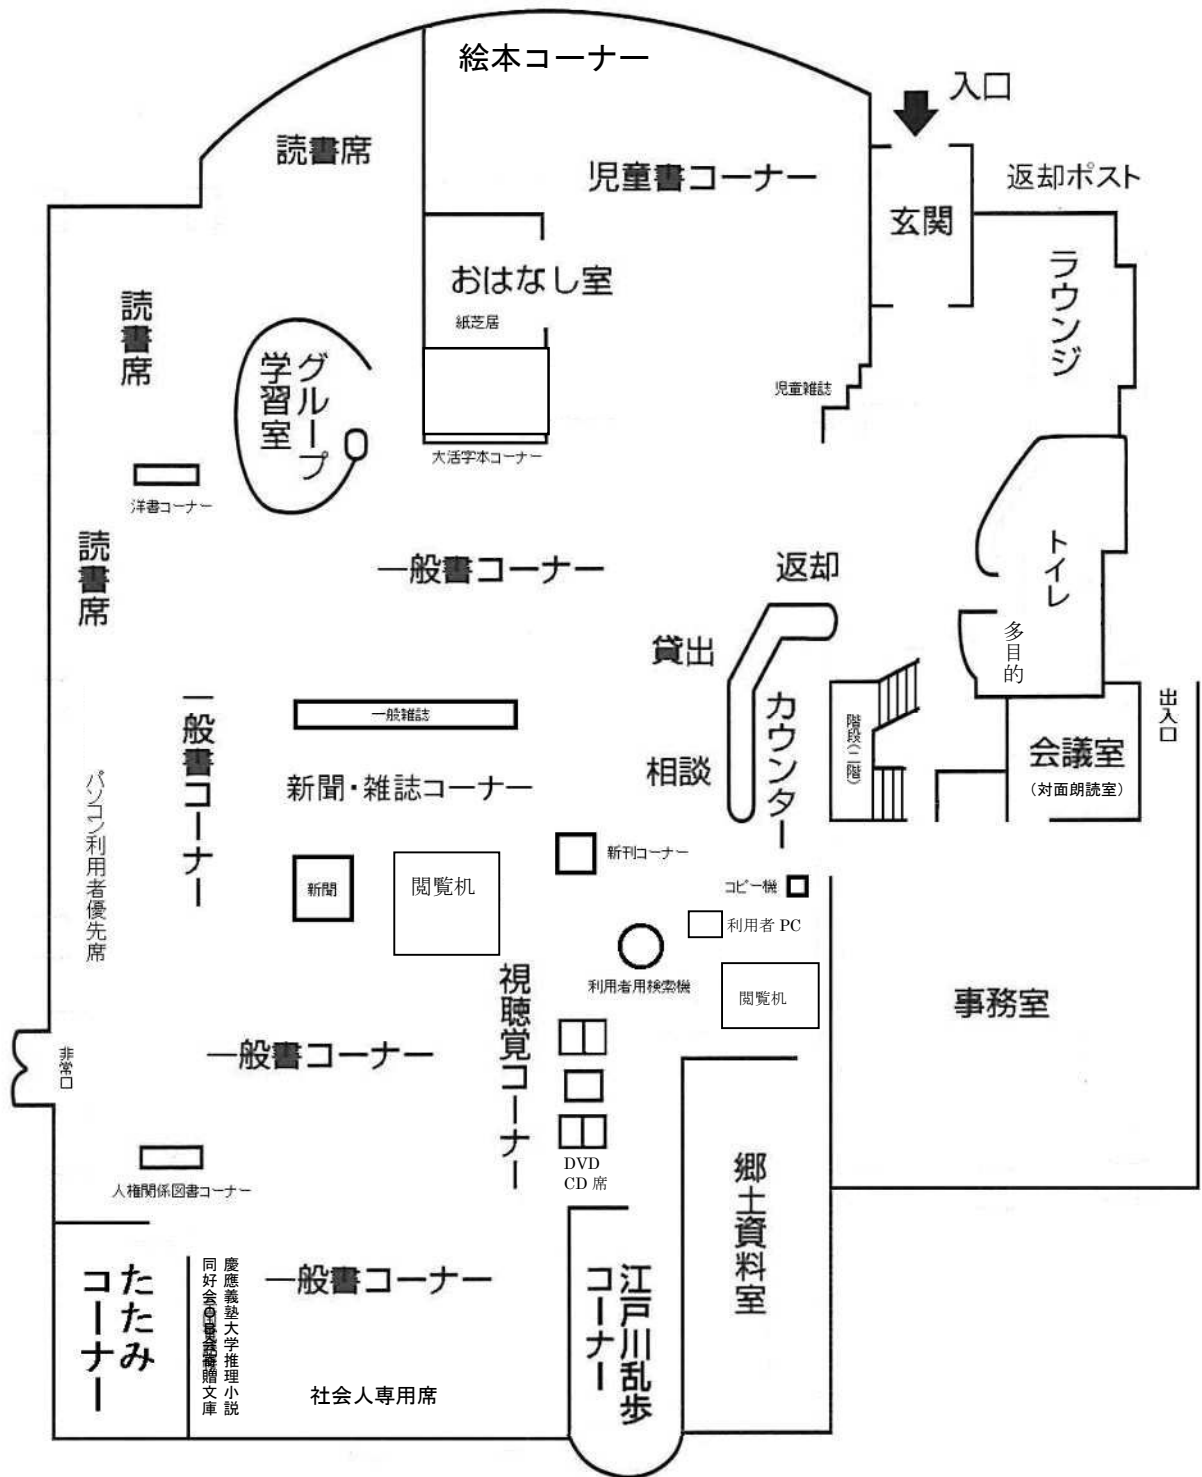 絵本コーナー
入口
読書席
児童書コーナー
返却ポスト
玄関
おはなし室
紙芝居
ラウンジ
読書席
グループ
学習室
児童雑誌
大活字本コーナー
洋書コーナー
読書席
一般書コーナー
返却
トイレ
多目的
貸出
カウンター
相談
階段(二階)
会議室
(対面朗読室)
出入口
一般書コーナー
一般雑誌
新聞・雑誌コーナー
パソコン利用者優先席
新聞
閲覧机
新刊コーナー
コピー機
利用者 PC
利用者用検索機
閲覧机
事務室
視聴覚コーナー
非常口
一般書コーナー
DVD
CD 席
人権関係図書コーナー
郷土資料室
たたみ
コーナー
慶應義塾大学推理小説
同好会
寄贈文庫
一般書コーナー
江戸川乱歩
コーナー
社会人専用席